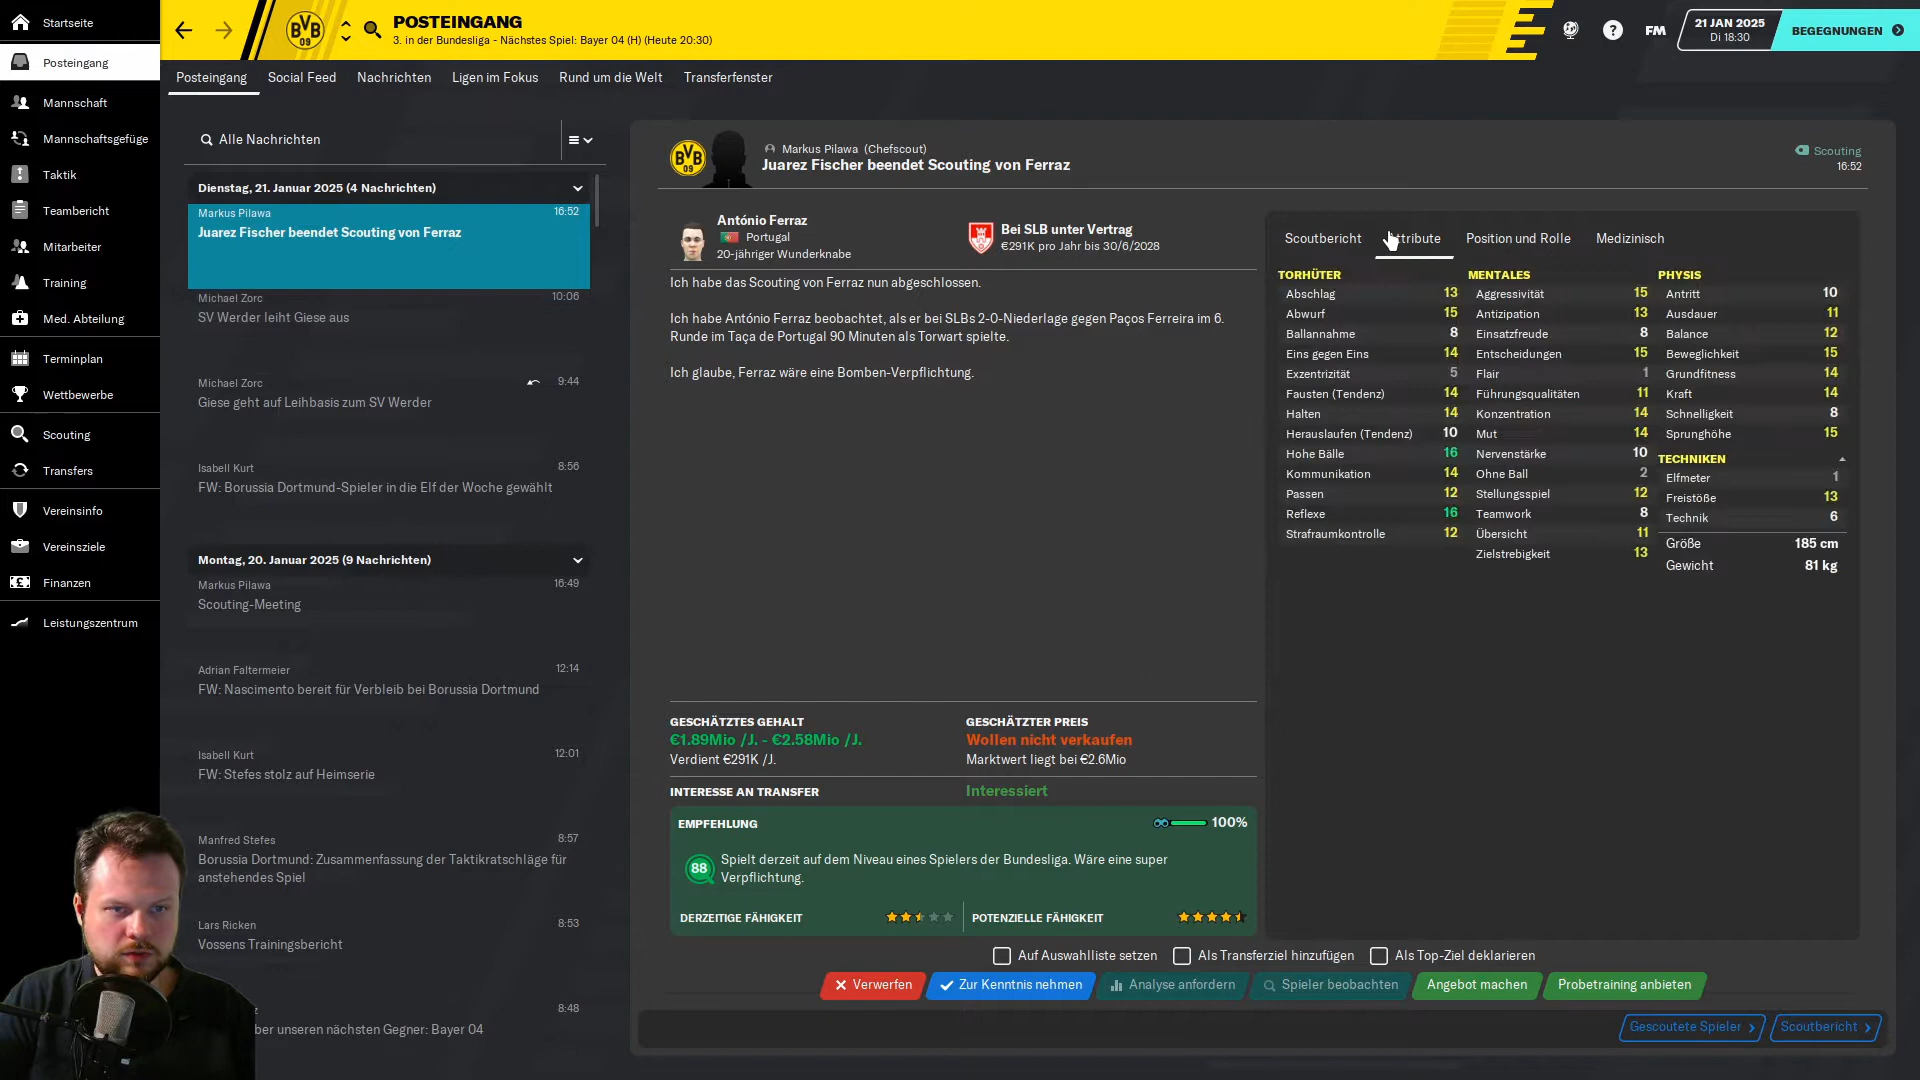 Startseite
Posteingang
Mannschaft
Mannschaftsgefüge
Taktik
Teambericht
Mitarbeiter
Training
Med. Abteilung
Terminplan
Wettbewerbe
Scouting
Transfers
Vereinsinfo
Vereinsziele
Finanzen
Leistungszentrum
BVB
09
POSTEINGANG
3. in der Bundesliga - Nächstes Spiel: Bayer 04 (H) (Heute 20:30)
FM
21 JAN 2025
Di 18:30
BEGEGNUNGEN
Posteingang Social Feed Nachrichten Ligen im Fokus Rund um die Welt Transferfenster
Alle Nachrichten
Dienstag, 21. Januar 2025 (4 Nachrichten)
Markus Pilawa 16:52
Juarez Fischer beendet Scouting von Ferraz
Michael Zorc 10:06
SV Werder leiht Giese aus
Michael Zorc 9:44
Giese geht auf Leihbasis zum SV Werder
Isabell Kurt 8:56
FW: Borussia Dortmund-Spieler in die Elf der Woche gewählt
Montag, 20. Januar 2025 (9 Nachrichten)
Markus Pilawa 16:49
Scouting-Meeting
Adrian Faltermeier 12:14
FW: Nascimento bereit für Verbleib bei Borussia Dortmund
Isabell Kurt 12:01
FW: Stefes stolz auf Heimserie
Manfred Stefes 8:57
Borussia Dortmund: Zusammenfassung der Taktikratschläge für
anstehendes Spiel
Lars Ricken 8:53
Vossens Trainingsbericht
8:48
ber unseren nächsten Gegner: Bayer 04
BVB
09
Markus Pilawa (Chefscout)
Juarez Fischer beendet Scouting von Ferraz
Scouting
16:52
António Ferraz
Portugal
20-jähriger Wunderknabe
Bei SLB unter Vertrag
€291K pro Jahr bis 30/6/2028
Ich habe das Scouting von Ferraz nun abgeschlossen.
Ich habe António Ferraz beobachtet, als er bei SLBs 2-0-Niederlage gegen Paços Ferreira im 6.
Runde im Taça de Portugal 90 Minuten als Torwart spielte.
Ich glaube, Ferraz wäre eine Bomben-Verpflichtung.
GESCHÄTZTES GEHALT
€1.89Mio /J. - €2.58Mio /J.
Verdient €291K /J.
GESCHÄTZTER PREIS
Wollen nicht verkaufen
Marktwert liegt bei €2.6Mio
INTERESSE AN TRANSFER Interessiert
EMPFEHLUNG 100%
88
Spielt derzeit auf dem Niveau eines Spielers der Bundesliga. Wäre eine super
Verpflichtung.
DERZEITIGE FÄHIGKEIT POTENZIELLE FÄHIGKEIT
Scoutbericht ttribute Position und Rolle Medizinisch
TORHÜTER
Abschlag 13
Abwurf 15
Ballannahme 8
Eins gegen Eins 14
Exzentrizität 5
Fausten (Tendenz) 14
Halten 14
Herauslaufen (Tendenz) 10
Hohe Bälle 16
Kommunikation 14
Passen 12
Reflexe 16
Strafraumkontrolle 12
MENTALES
Aggressivität 15
Antizipation 13
Einsatzfreude 8
Entscheidungen 15
Flair 1
Führungsqualitäten 11
Konzentration 14
Mut 14
Nervenstärke 10
Ohne Ball 2
Stellungsspiel 12
Teamwork 8
Übersicht 11
Zielstrebigkeit 13
PHYSIS
Antritt 10
Ausdauer 11
Balance 12
Beweglichkeit 15
Grundfitness 14
Kraft 14
Schnelligkeit 8
Sprunghöhe 15
TECHNIKEN
Elfmeter 1
Freistöße 13
Technik 6
Größe 185 cm
Gewicht 81 kg
Auf Auswahlliste setzen Als Transferziel hinzufügen Als Top-Ziel deklarieren
Verwerfen Zur Kenntnis nehmen Analyse anfordern Spieler beobachten Angebot machen Probetraining anbieten
Gescoutete Spieler Scoutbericht